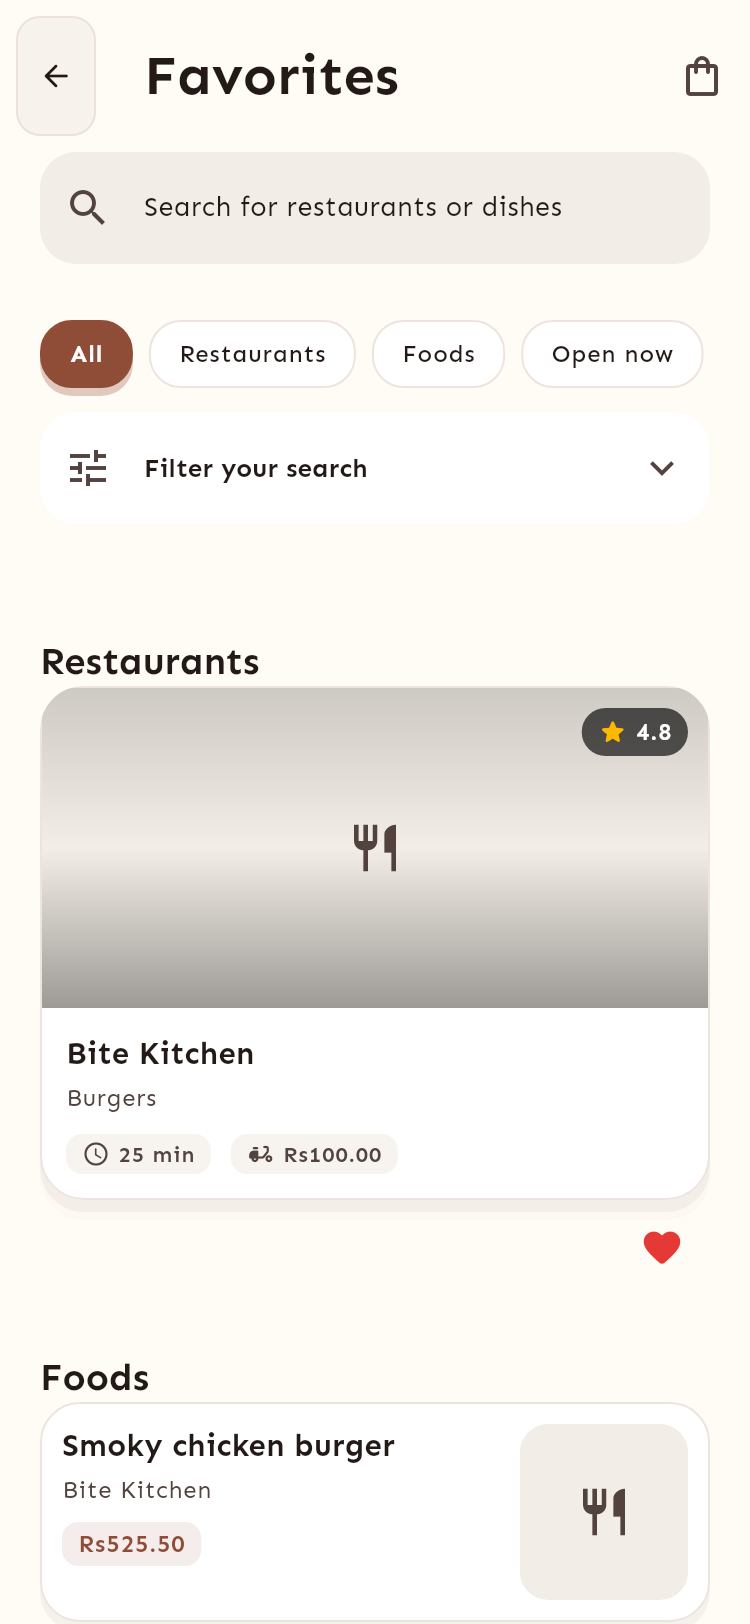 Favorites
Search for restaurants or dishes
All
Restaurants
Foods
Open now
Filter your search
Restaurants
4.8
Bite Kitchen
Burgers
25 min
Rs100.00
Foods
Smoky chicken burger
Bite Kitchen
Rs525.50